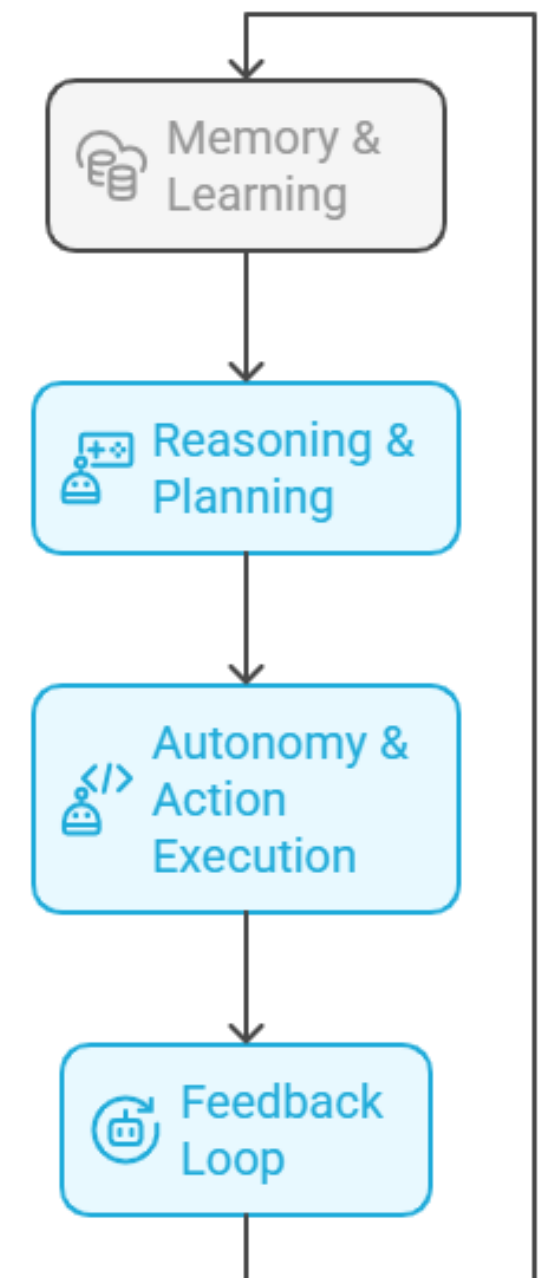 Memory &
Learning
Reasoning &
Planning
Autonomy &
Action
Execution
Feedback
Loop